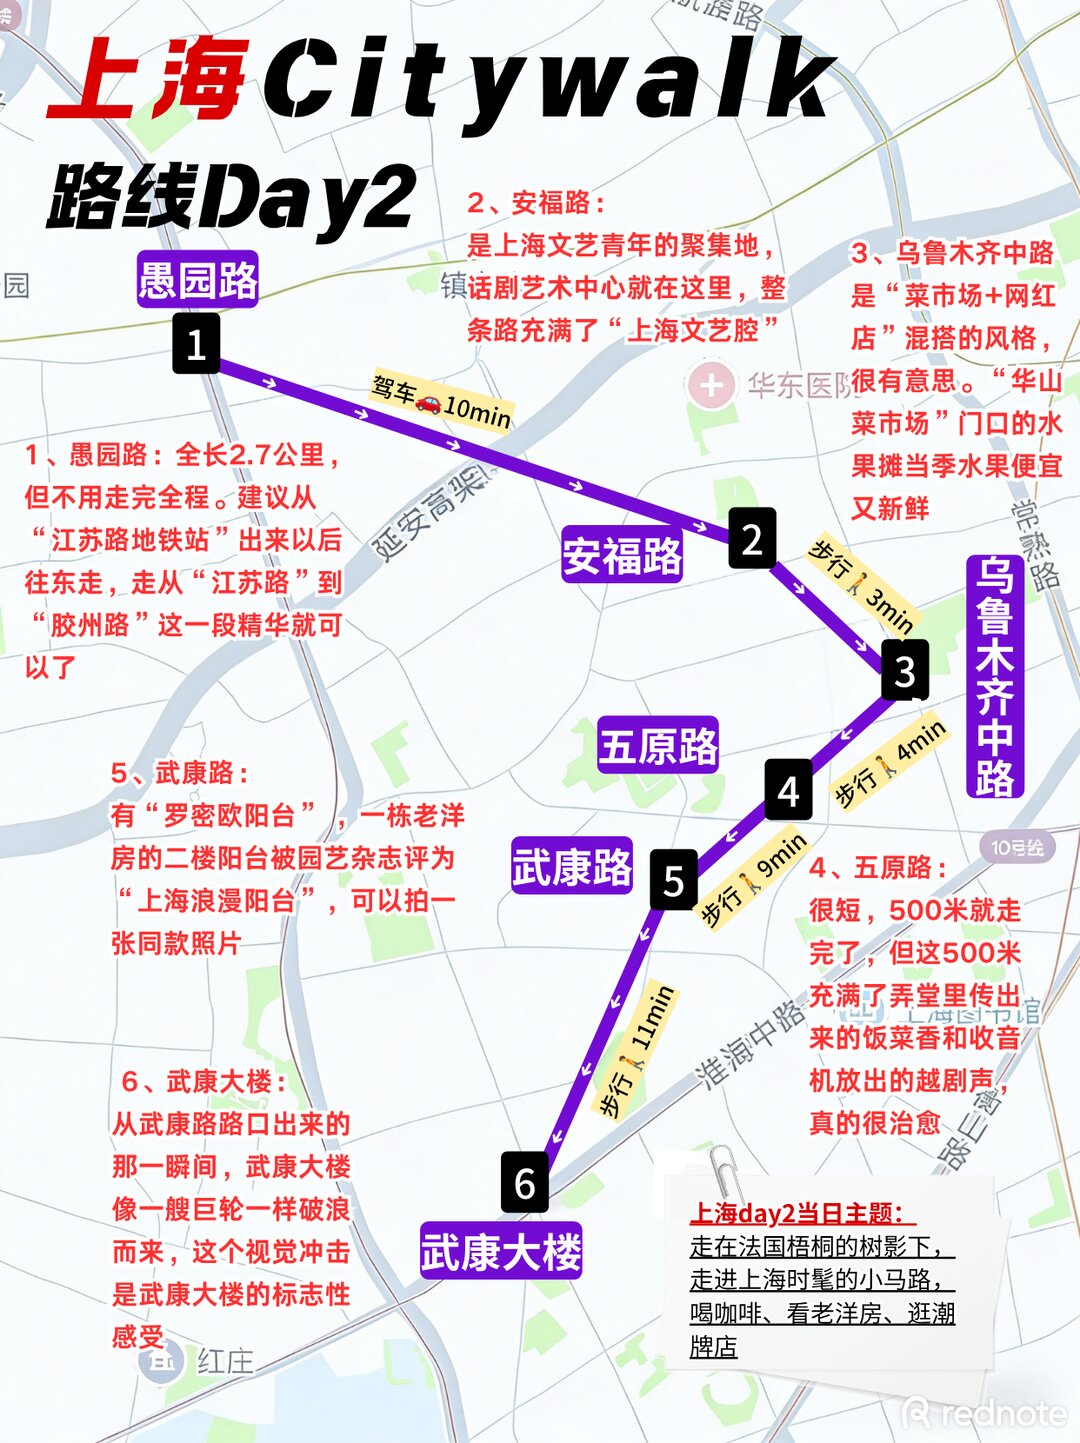 上海Citywalk
路线Day2
愚园路
1
驾车10min
2、安福路：
是上海文艺青年的聚集地，
话剧艺术中心就在这里，整
条路充满了“上海文艺腔”
3、乌鲁木齐中路
是“菜市场+网红
店”混搭的风格，
很有意思。“华山
菜市场”门口的水
果摊当季水果便宜
又新鲜
华东医院
园
镇
1、愚园路：全长2.7公里，
但不用走完全程。建议从
“江苏路地铁站”出来以后
往东走，走从“江苏路”到
“胶州路”这一段精华就可
以了
延安高架
安福路
2
步行3min
常熟路
乌鲁木齐中路
3
步行4min
五原路
4
步行9min
武康路
5
10号线
5、武康路：
有“罗密欧阳台”，一栋老洋
房的二楼阳台被园艺杂志评为
“上海浪漫阳台”，可以拍一
张同款照片
4、五原路：
很短，500米就走
完了，但这500米
充满了弄堂里传出
来的饭菜香和收音
机放出的越剧声，
真的很治愈
上海图书馆
淮海中路
步行11min
6、武康大楼：
从武康路路口出来的
那一瞬间，武康大楼
像一艘巨轮一样破浪
而来，这个视觉冲击
是武康大楼的标志性
感受
6
武康大楼
红庄
上海day2当日主题：
走在法国梧桐的树影下，
走进上海时髦的小马路，
喝咖啡、看老洋房、逛潮
牌店
rednote